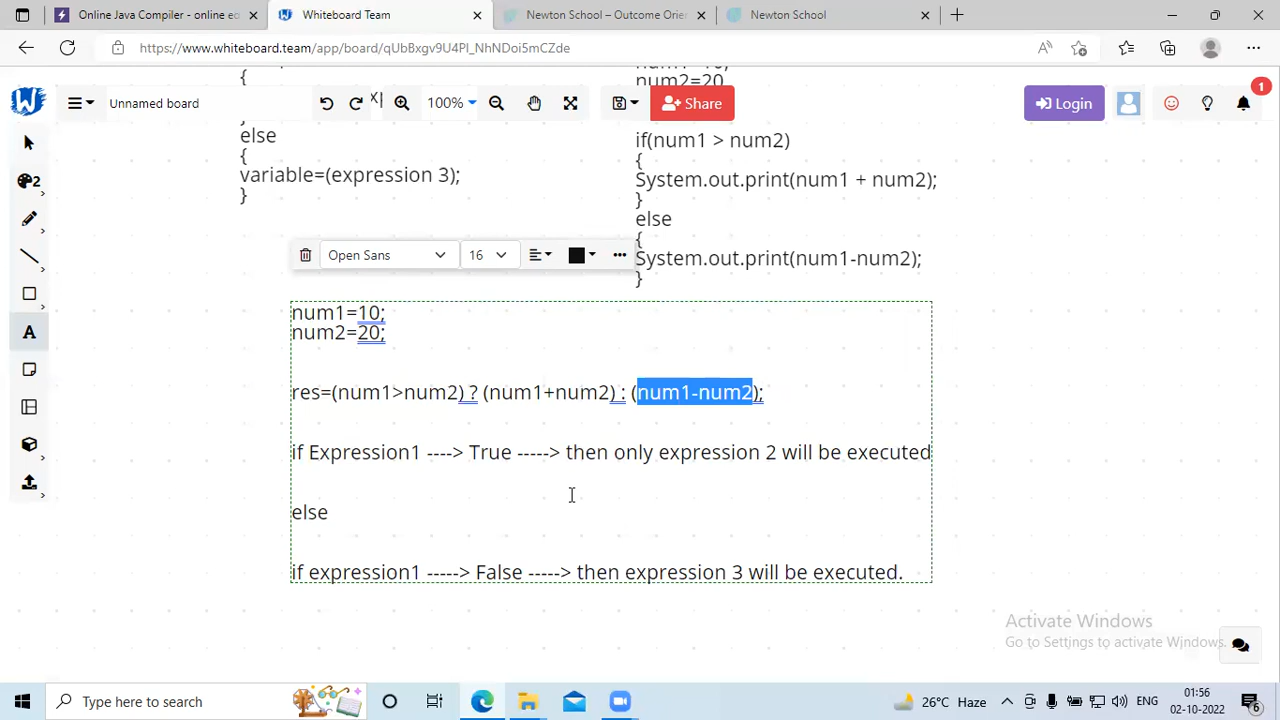 Online Java Compiler - online ed
Whiteboard Team
Newton School – Outcome Orie
Newton School
https://www.whiteboard.team/app/board/qUbBxgv9U4Pl_NhNDoi5mCZde
Unnamed board
100%
Share
Login
1
{
else
{
variable=(expression 3);
}
num2=20
if(num1 > num2)
{
System.out.print(num1 + num2);
}
else
{
System.out.print(num1-num2);
}
Open Sans
16
2
A
num1=10;
num2=20;
res=(num1>num2) ? (num1+num2) : (num1-num2);
if Expression1 ----> True -----> then only expression 2 will be executed
else
if expression1 -----> False -----> then expression 3 will be executed.
Activate Windows
Go to Settings to activate Windows.
Type here to search
26°C Haze
ENG
01:56
02-10-2022
6